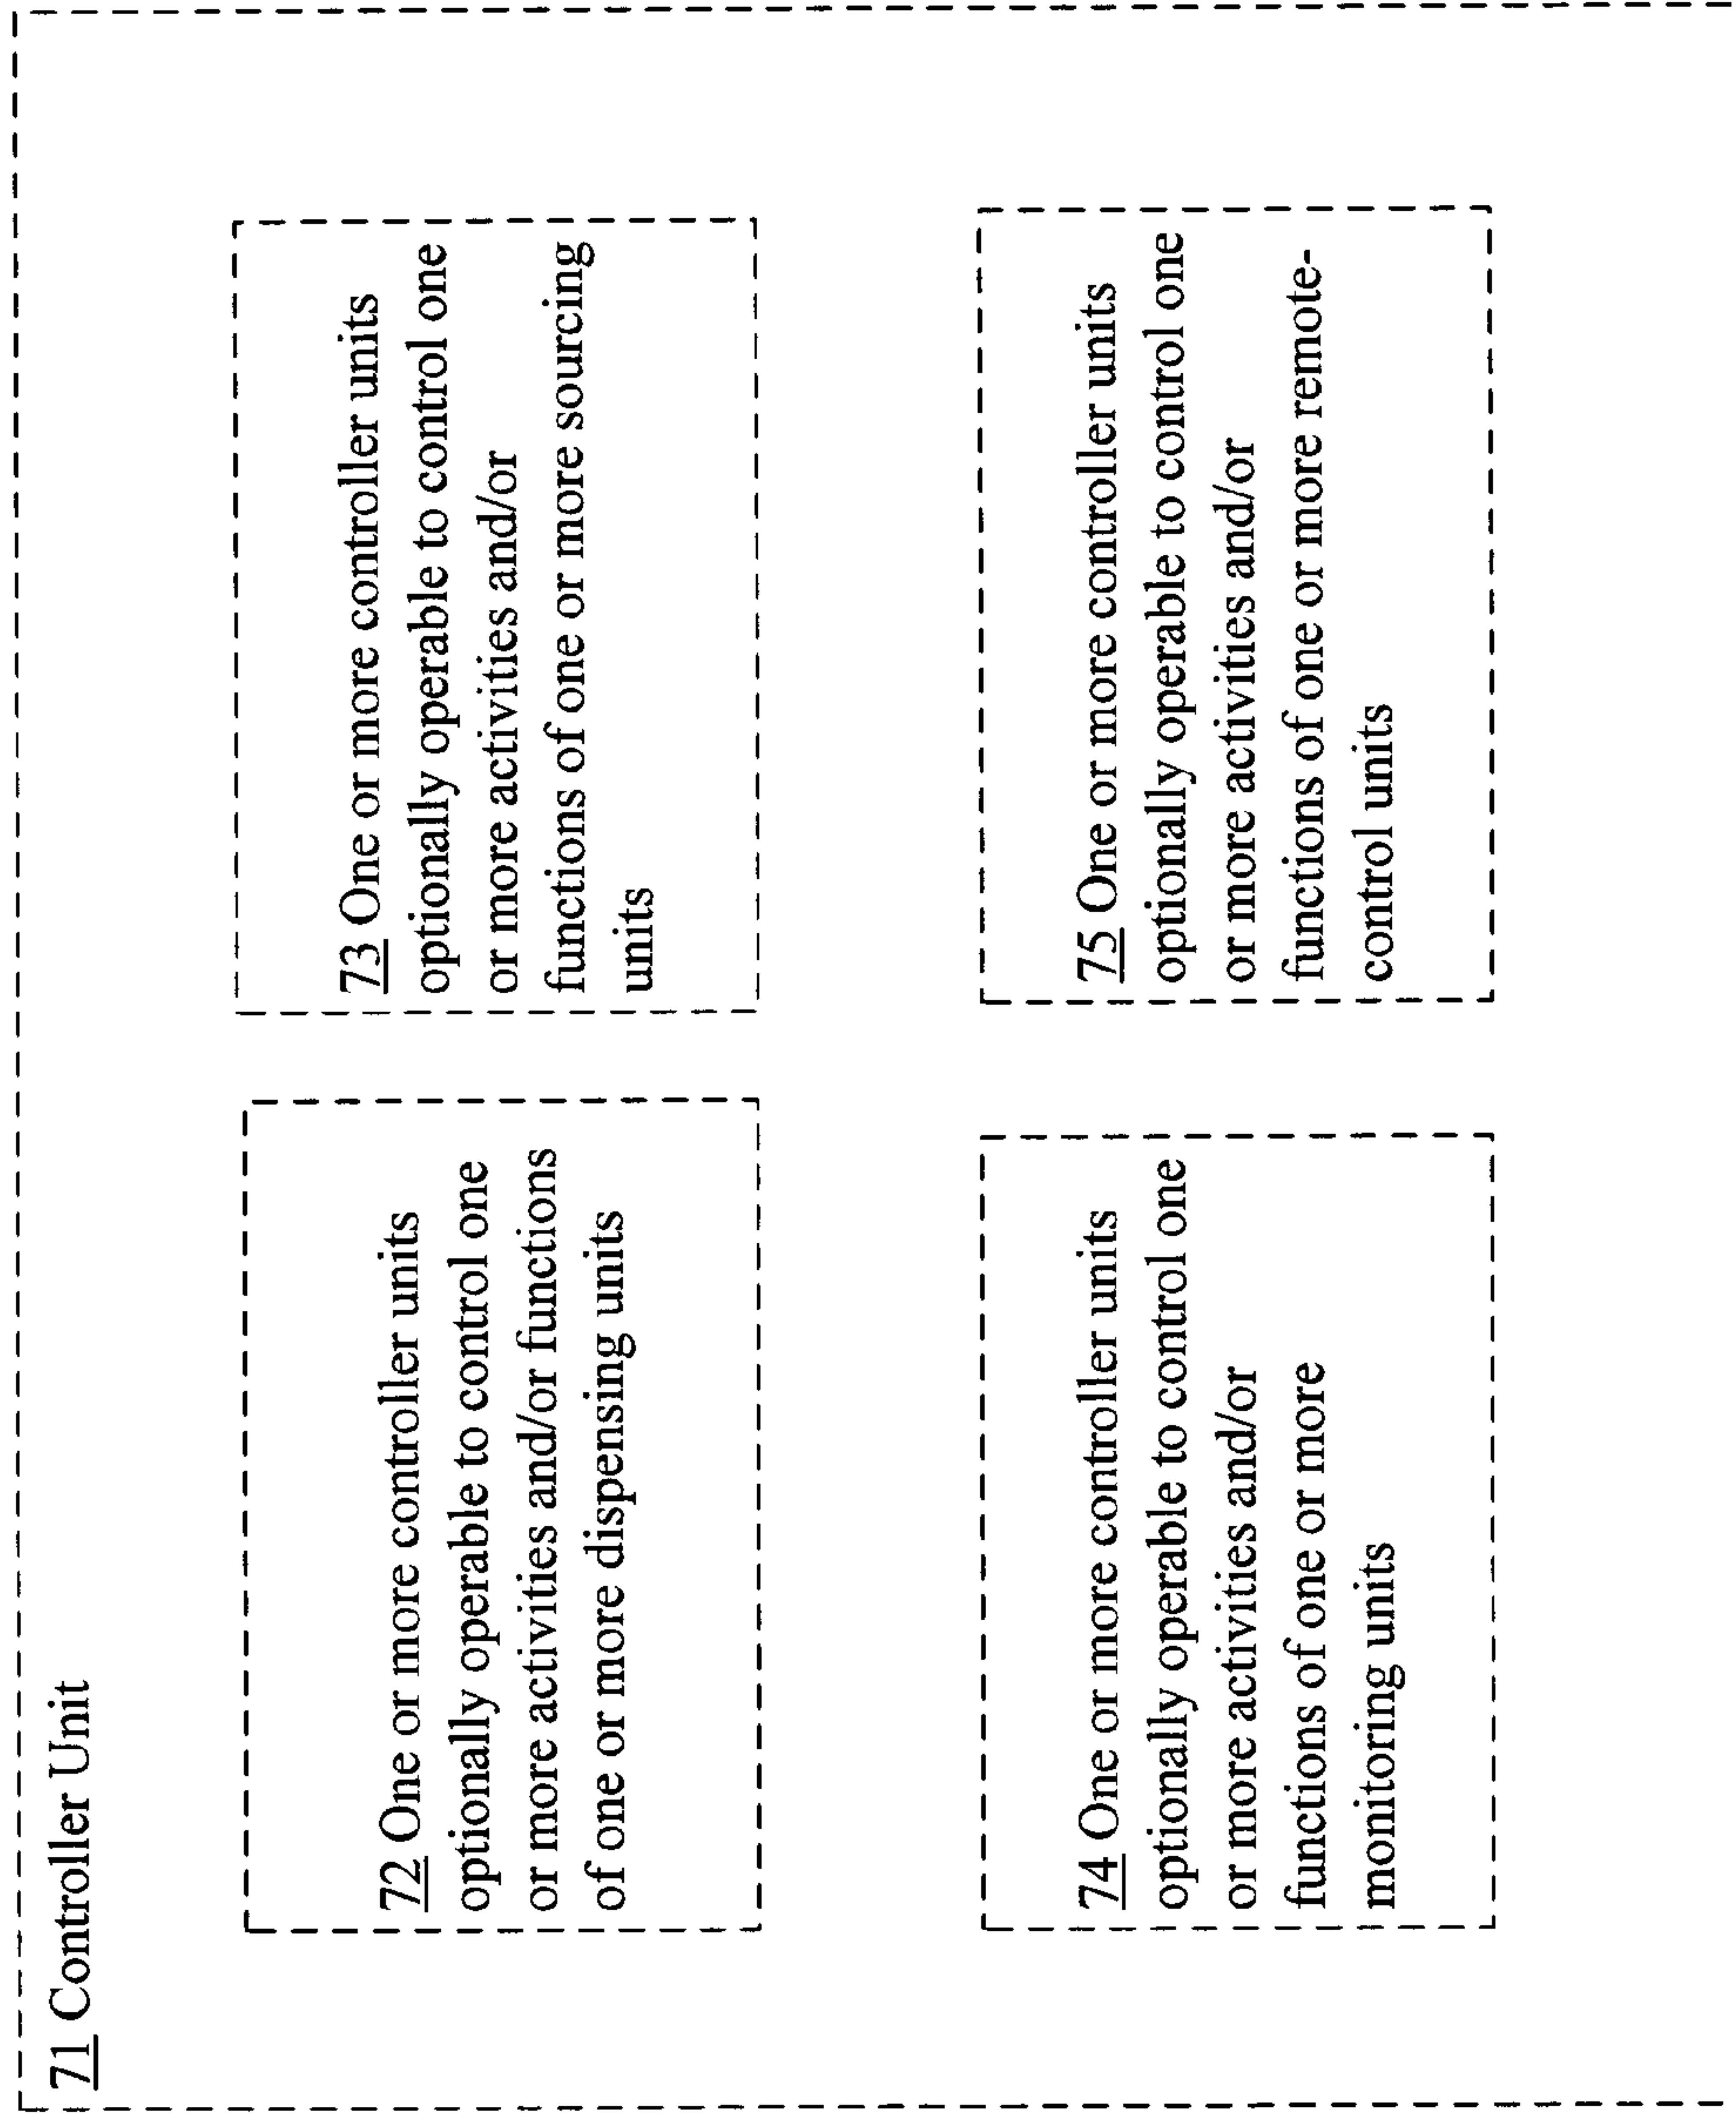 71 Controller Unit
72 One or more controller units
optionally operable to control one
or more activities and/or functions
of one or more dispensing units
73 One or more controller units
optionally operable to control one
or more activities and/or
functions of one or more sourcing
units
74 One or more controller units
optionally operable to control one
or more activities and/or
functions of one or more
monitoring units
75 One or more controller units
optionally operable to control one
or more activities and/or
functions of one or more remote-
control units